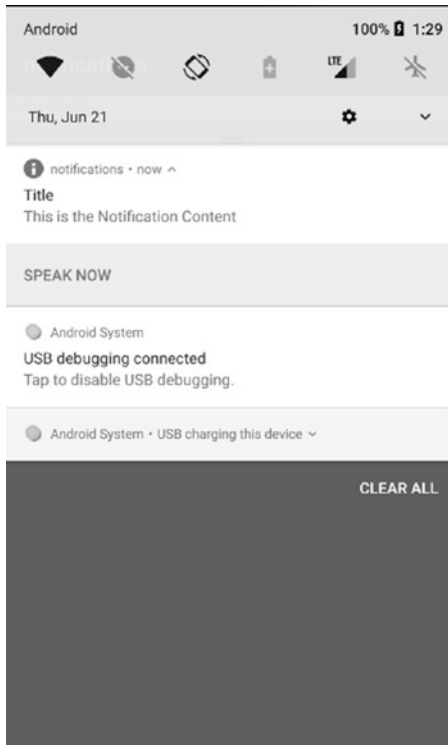 Android 100% 1:29
notifications
LTE
Thu, Jun 21
notifications • now
Title
This is the Notification Content
SPEAK NOW
Android System
USB debugging connected
Tap to disable USB debugging.
Android System • USB charging this device
CLEAR ALL